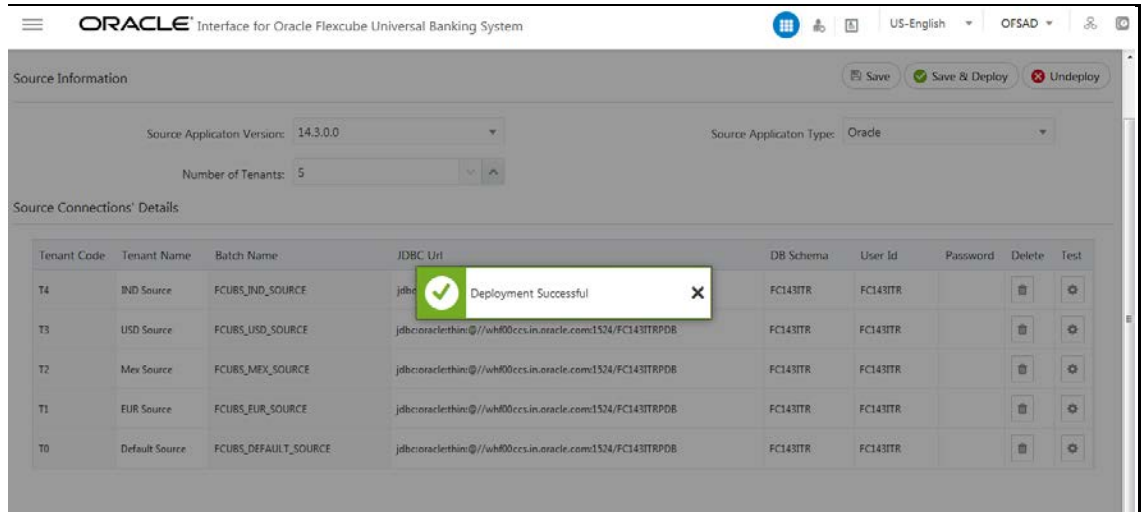 ORACLE Interface for Oracle Flexcube Universal Banking System US-English OFSAD
Source Information Save Save & Deploy Undeploy
Source Applicaton Version: 14.3.0.0 Source Applicaton Type: Oracle
Number of Tenants: 5
Source Connections' Details
Tenant Code Tenant Name Batch Name JDBC Url DB Schema User Id Password Delete Test
T4 IND Source FCUBS_IND_SOURCE FC143ITR FC143ITR
Deployment Successful
T3 USD Source FCUBS_USD_SOURCE jdbc:oracle:thin:@//whf00ccs.in.oracle.com:1524/FC143ITRPDB FC143ITR FC143ITR
T2 Mex Source FCUBS_MEX_SOURCE jdbc:oracle:thin:@//whf00ccs.in.oracle.com:1524/FC143ITRPDB FC143ITR FC143ITR
T1 EUR Source FCUBS_EUR_SOURCE jdbc:oracle:thin:@//whf00ccs.in.oracle.com:1524/FC143ITRPDB FC143ITR FC143ITR
T0 Default Source FCUBS_DEFAULT_SOURCE jdbc:oracle:thin:@//whf00ccs.in.oracle.com:1524/FC143ITRPDB FC143ITR FC143ITR